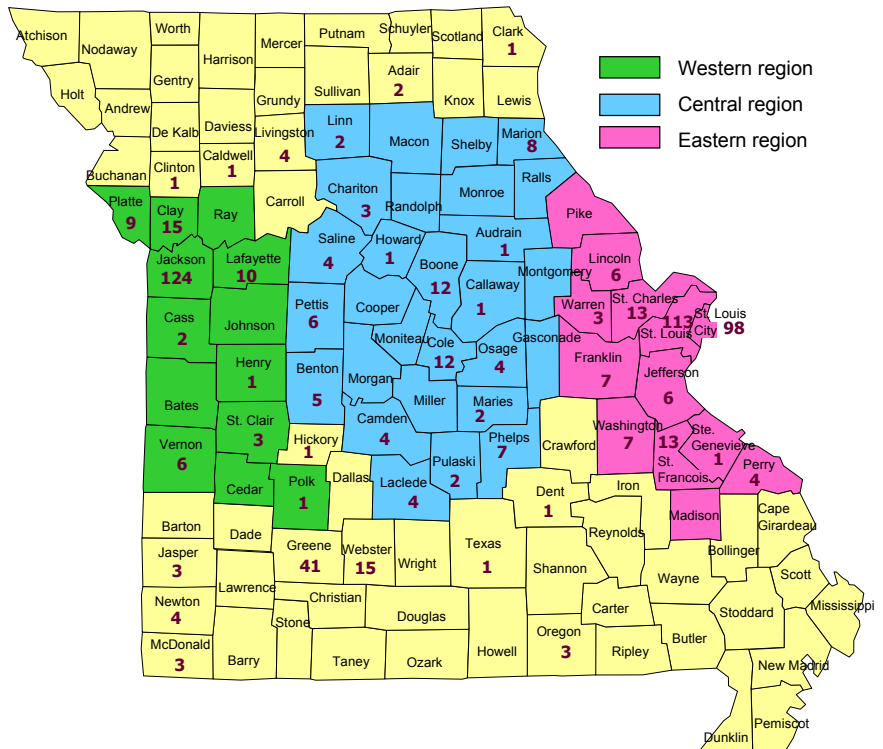 Atchison
Nodaway
Worth
Harrison
Mercer
Putnam
Schuyler
Scotland
Clark
1
Western region
Central region
Eastern region
Holt
Andrew
Gentry
De Kalb
Daviess
Grundy
Sullivan
Adair
2
Knox
Lewis
Buchanan
Clinton
1
Caldwell
1
Livingston
4
Linn
2
Macon
Shelby
Marion
8
Platte
9
Clay
15
Ray
Carroll
Chariton
3
Randolph
Monroe
Ralls
Pike
Jackson
124
Lafayette
10
Saline
4
Howard
1
Boone
12
Audrain
1
Callaway
1
Montgomery
Lincoln
6
Warren
3
St. Charles
13
113
St. Louis
St. Louis
City 98
Cass
2
Johnson
Pettis
6
Cooper
Moniteau
Cole
12
Osage
4
Gasconade
Franklin
7
Jefferson
6
Bates
Henry
1
Benton
5
Morgan
Miller
Maries
2
Vernon
6
St. Clair
3
Hickory
1
Camden
4
Pulaski
2
Phelps
7
Crawford
Washington
7
13
St.
Francois
Ste.
Genevieve
1
Perry
4
Cedar
Polk
1
Dallas
Laclede
4
Dent
1
Iron
Madison
Cape
Girardeau
Barton
Dade
Greene
41
Webster
15
Wright
Texas
1
Shannon
Reynolds
Bollinger
Jasper
3
Lawrence
Christian
Douglas
Wayne
Scott
Newton
4
Stone
Carter
Stoddard
Mississippi
McDonald
3
Barry
Taney
Ozark
Howell
Oregon
3
Ripley
Butler
New Madrid
Dunklin
Pemiscot